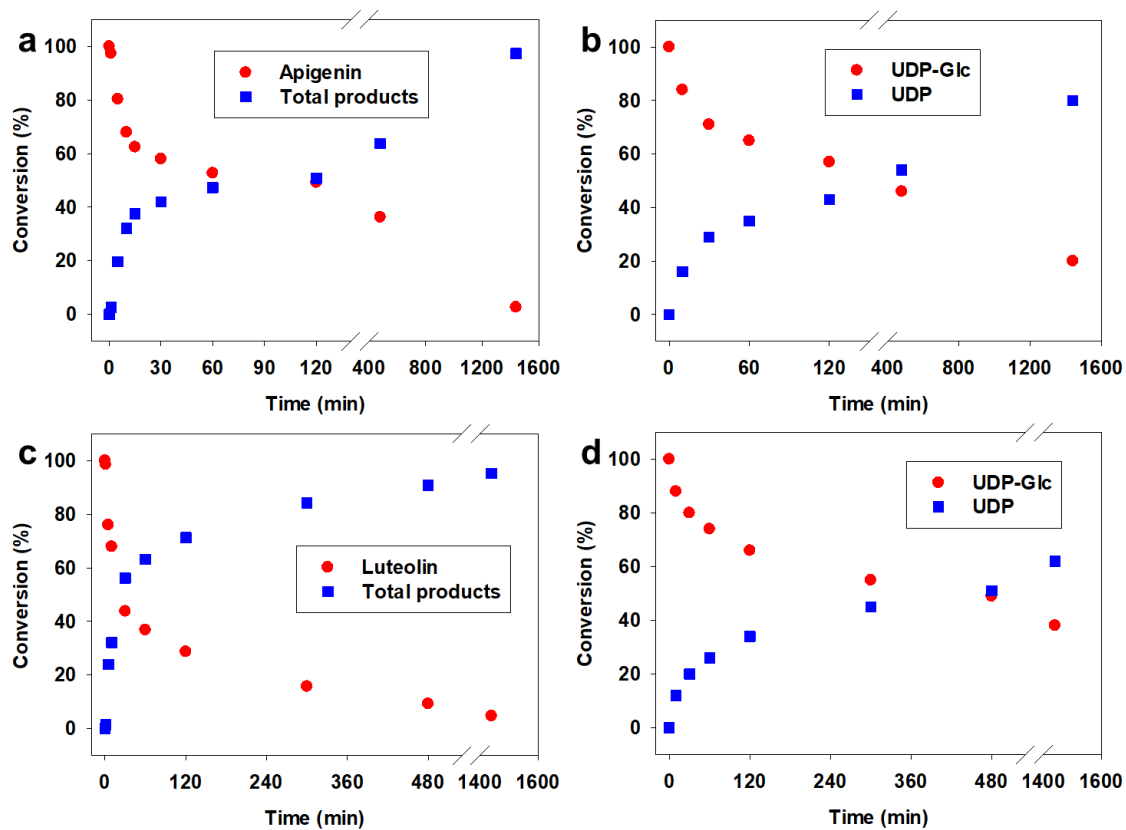 a
Apigenin
Total products
Conversion (%)
100
80
60
40
20
0
0 30 60 90 120 400 1600
Time (min)
b
UDP-Glc
UDP
Conversion (%)
100
80
60
40
20
0
0 60 120 400 1200 1600
Time (min)
c
Luteolin
Total products
Conversion (%)
100
80
60
40
20
0
0 120 240 360 480 1400 1600
Time (min)
d
UDP-Glc
UDP
Conversion (%)
100
80
60
40
20
0
0 120 240 360 480 1400 1600
Time (min)